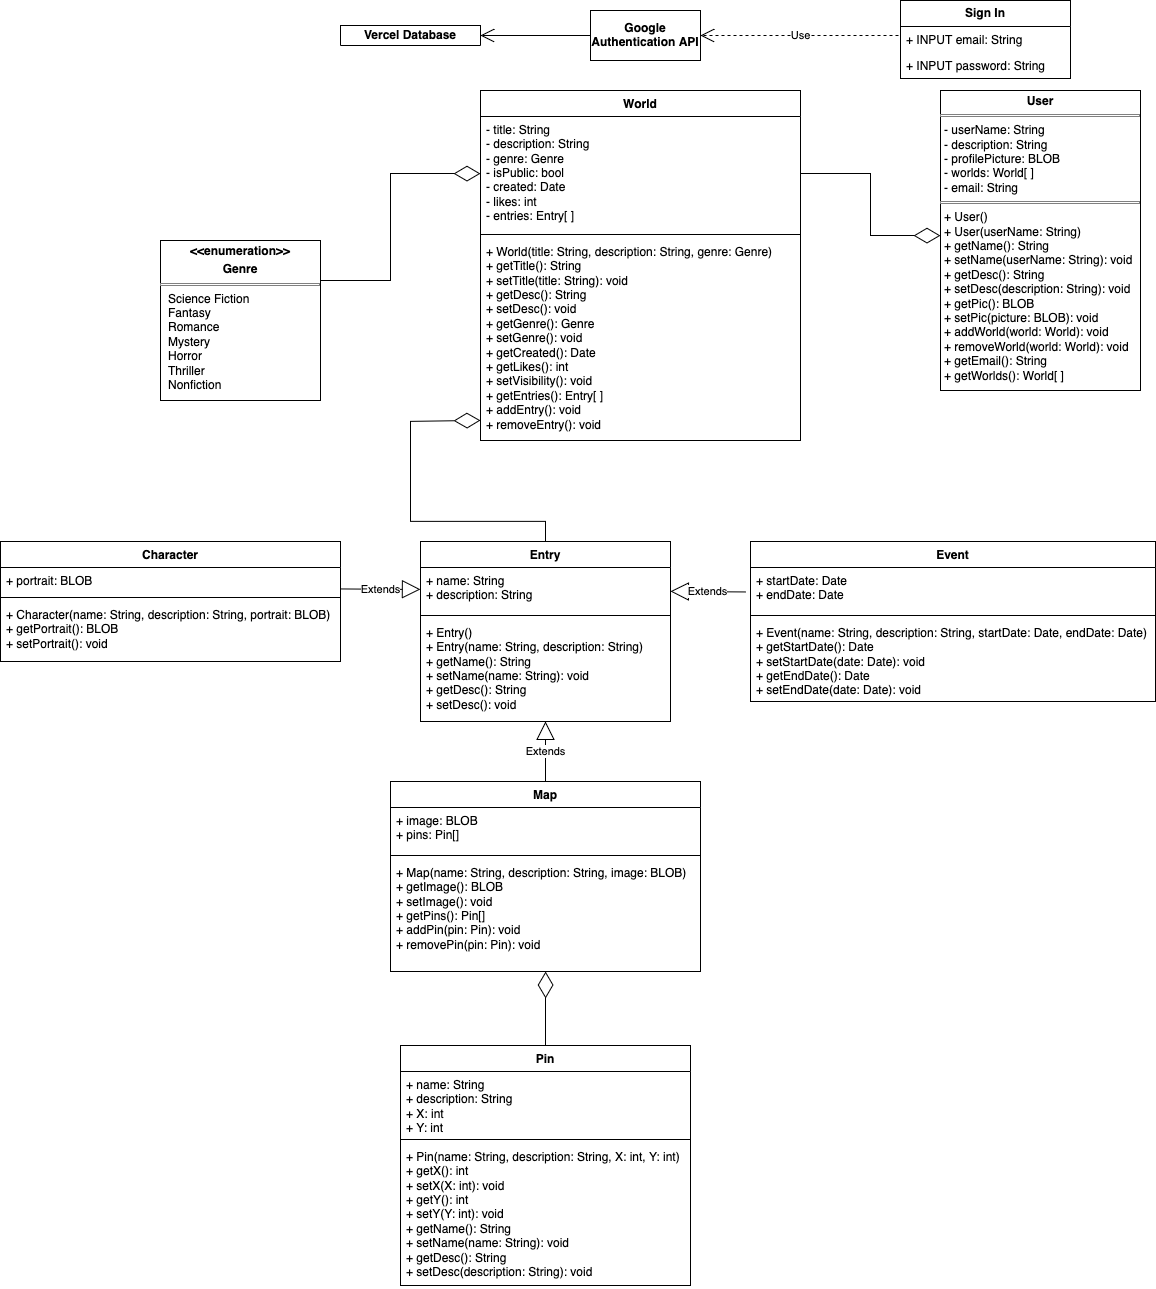 Vercel Database
Google
Authentication API
Use
Sign In
+ INPUT email: String
+ INPUT password: String
World
- title: String
- description: String
- genre: Genre
- isPublic: bool
- created: Date
- likes: int
- entries: Entry[ ]
+ World(title: String, description: String, genre: Genre)
+ getTitle(): String
+ setTitle(title: String): void
+ getDesc(): String
+ setDesc(): void
+ getGenre(): Genre
+ setGenre(): void
+ getCreated(): Date
+ getLikes(): int
+ setVisibility(): void
+ getEntries(): Entry[ ]
+ addEntry(): void
+ removeEntry(): void
User
- userName: String
- description: String
- profilePicture: BLOB
- worlds: World[ ]
- email: String
+ User()
+ User(userName: String)
+ getName(): String
+ setName(userName: String): void
+ getDesc(): String
+ setDesc(description: String): void
+ getPic(): BLOB
+ setPic(picture: BLOB): void
+ addWorld(world: World): void
+ removeWorld(world: World): void
+ getEmail(): String
+ getWorlds(): World[ ]
<<enumeration>>
Genre
Science Fiction
Fantasy
Romance
Mystery
Horror
Thriller
Nonfiction
Character
+ portrait: BLOB
+ Character(name: String, description: String, portrait: BLOB)
+ getPortrait(): BLOB
+ setPortrait(): void
Extends
Entry
+ name: String
+ description: String
+ Entry()
+ Entry(name: String, description: String)
+ getName(): String
+ setName(name: String): void
+ getDesc(): String
+ setDesc(): void
Extends
Event
+ startDate: Date
+ endDate: Date
+ Event(name: String, description: String, startDate: Date, endDate: Date)
+ getStartDate(): Date
+ setStartDate(date: Date): void
+ getEndDate(): Date
+ setEndDate(date: Date): void
Extends
Map
+ image: BLOB
+ pins: Pin[]
+ Map(name: String, description: String, image: BLOB)
+ getImage(): BLOB
+ setImage(): void
+ getPins(): Pin[]
+ addPin(pin: Pin): void
+ removePin(pin: Pin): void
Pin
+ name: String
+ description: String
+ X: int
+ Y: int
+ Pin(name: String, description: String, X: int, Y: int)
+ getX(): int
+ setX(X: int): void
+ getY(): int
+ setY(Y: int): void
+ getName(): String
+ setName(name: String): void
+ getDesc(): String
+ setDesc(description: String): void